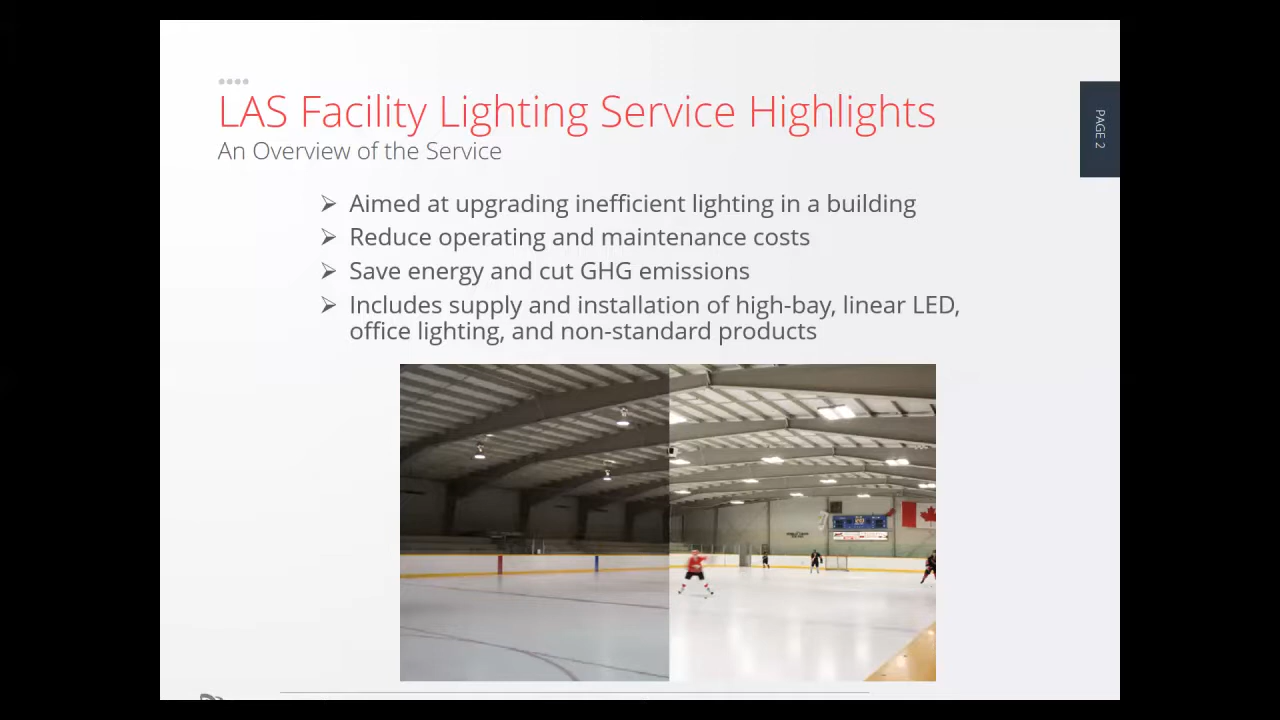 LAS Facility Lighting Service Highlights
An Overview of the Service
PAGE 2
➢ Aimed at upgrading inefficient lighting in a building
➢ Reduce operating and maintenance costs
➢ Save energy and cut GHG emissions
➢ Includes supply and installation of high-bay, linear LED,
office lighting, and non-standard products